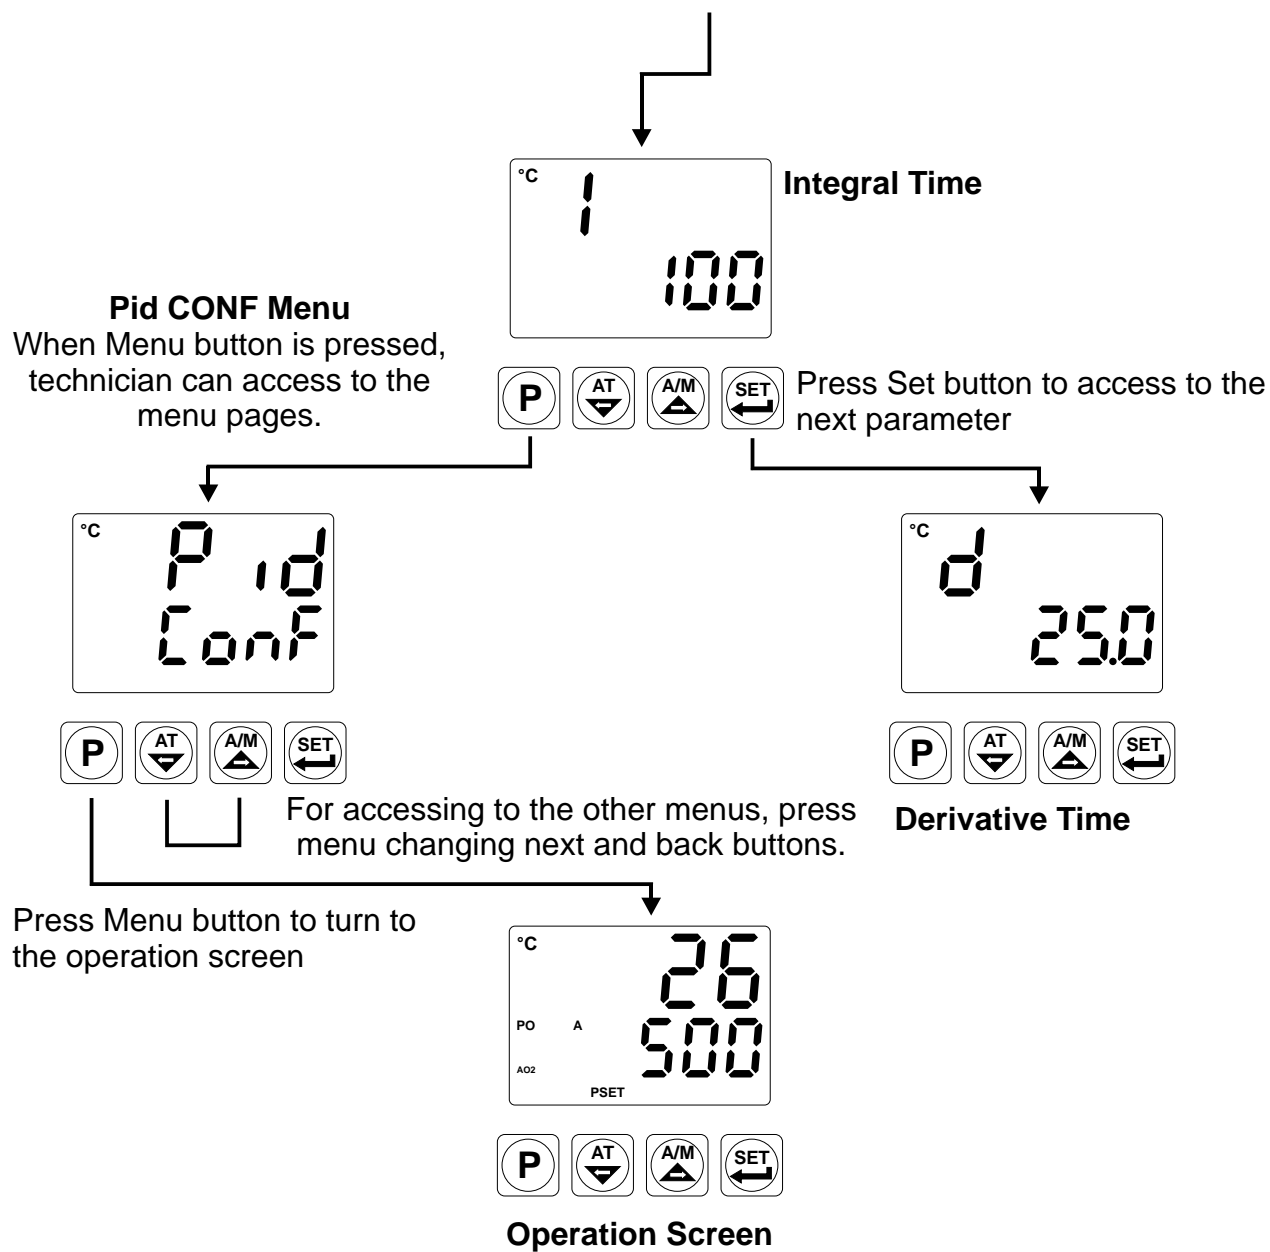 °C
I
Integral Time
100
Pid CONF Menu
When Menu button is pressed,
technician can access to the
menu pages.
P AT A/M SET
Press Set button to access to the
next parameter
°C
P id
ConF
°C
d
25.0
P AT A/M SET
P AT A/M SET
For accessing to the other menus, press
menu changing next and back buttons.
Derivative Time
Press Menu button to turn to
the operation screen
°C
26
PO A
500
AO2
PSET
P AT A/M SET
Operation Screen